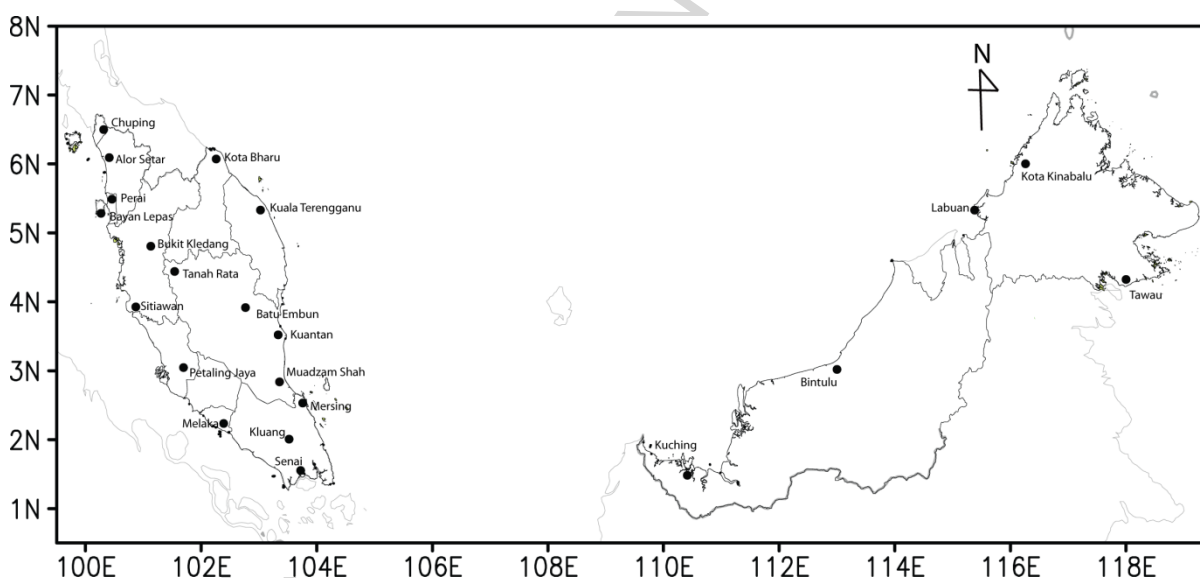 8N
7N
6N
5N
4N
3N
2N
1N
N
Chuping
Alor Setar
Kota Bharu
Perai
Bayan Lepas
Kuala Terengganu
Bukit Kledang
Tanah Rata
Sitiawan
Batu Embun
Kuantan
Petaling Jaya
Muadzam Shah
Mersing
Melaka
Kluang
Senai
Kota Kinabalu
Labuan
Tawau
Bintulu
Kuching
100E 102E 104E 106E 108E 110E 112E 114E 116E 118E